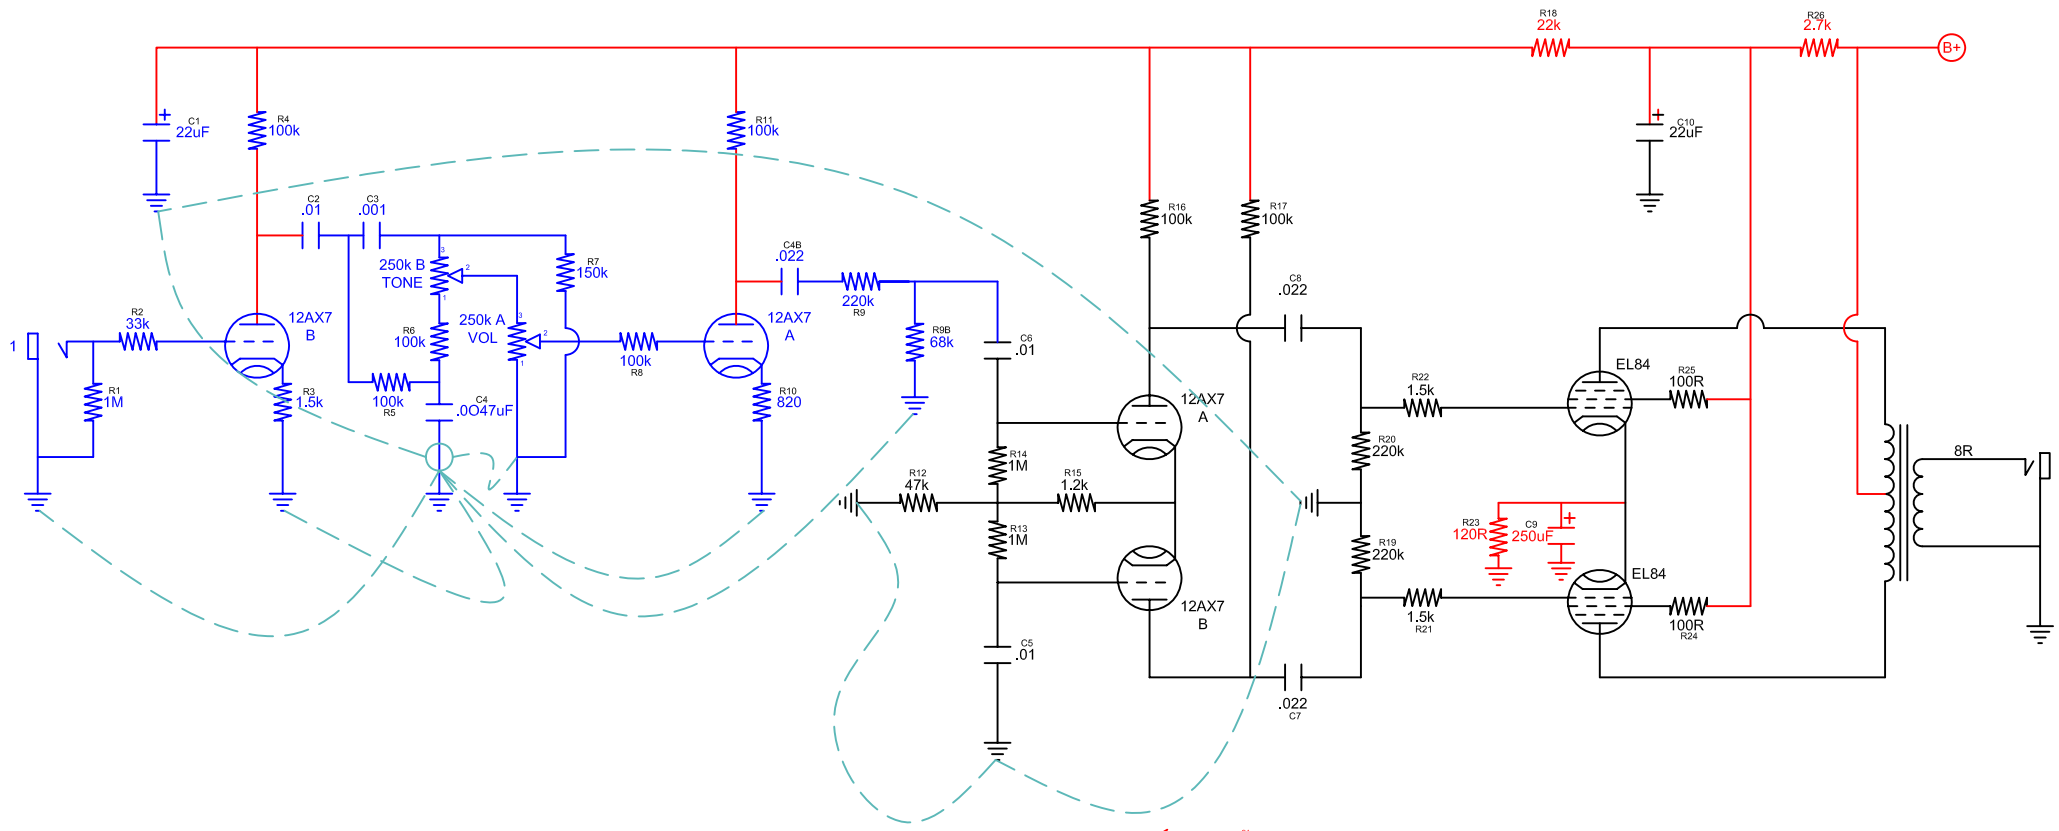 R18
22k
R26
2.7k
B+
C1
+
22uF
R4
100k
R11
100k
+
C10
22uF
C2
.01
C3
.001
R16
100k
R17
100k
3
250k B
TONE
2
1
R7
150k
C4B
.022
220k
R9
C8
.022
1
R2
33k
12AX7
B
R6
100k
3
250k A
VOL
2
1
100k
R8
12AX7
A
R9B
68k
C6
.01
R1
1M
R3
1.5k
100k
R5
C4
.0O47uF
R10
820
12AX7
A
R22
1.5k
EL84
R25
100R
R20
220k
R14
1M
R12
47k
R15
1.2k
8R
R13
1M
R19
220k
R23
120R
C9
+
250uF
EL84
12AX7
B
1.5k
R21
100R
R24
C5
.01
.022
C7